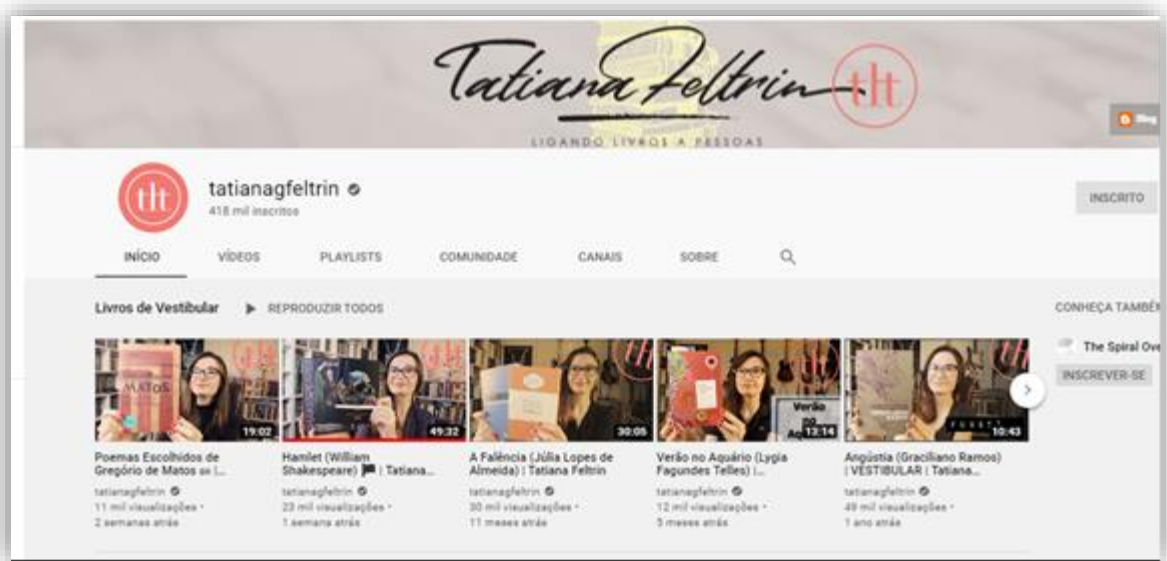 Tatiana Feltrin tlt
LIGANDO LIVROS A PESSOAS
Blog
tlt
tatianagfeltrin
418 mil inscritos
INSCRITO
INÍCIO VÍDEOS PLAYLISTS COMUNIDADE CANAIS SOBRE
Livros de Vestibular REPRODUZIR TODOS
CONHEÇA TAMBÉM
The Spiral Ove
INSCREVER-SE
MATOS
Verão
no
19:02 49:32 30:05 13:14 10:43
Poemas Escolhidos de
Gregório de Matos
tatianagfeltrin
11 mil visualizações •
2 semanas atrás
Hamlet (William
Shakespeare) | Tatiana...
tatianagfeltrin
23 mil visualizações •
1 semana atrás
A Falência (Júlia Lopes de
Almeida) | Tatiana Feltrin
tatianagfeltrin
30 mil visualizações •
11 meses atrás
Verão no Aquário (Lygia
Fagundes Telles) |...
tatianagfeltrin
12 mil visualizações •
5 meses atrás
Angústia (Graciliano Ramos)
| VESTIBULAR | Tatiana...
tatianagfeltrin
49 mil visualizações •
1 ano atrás